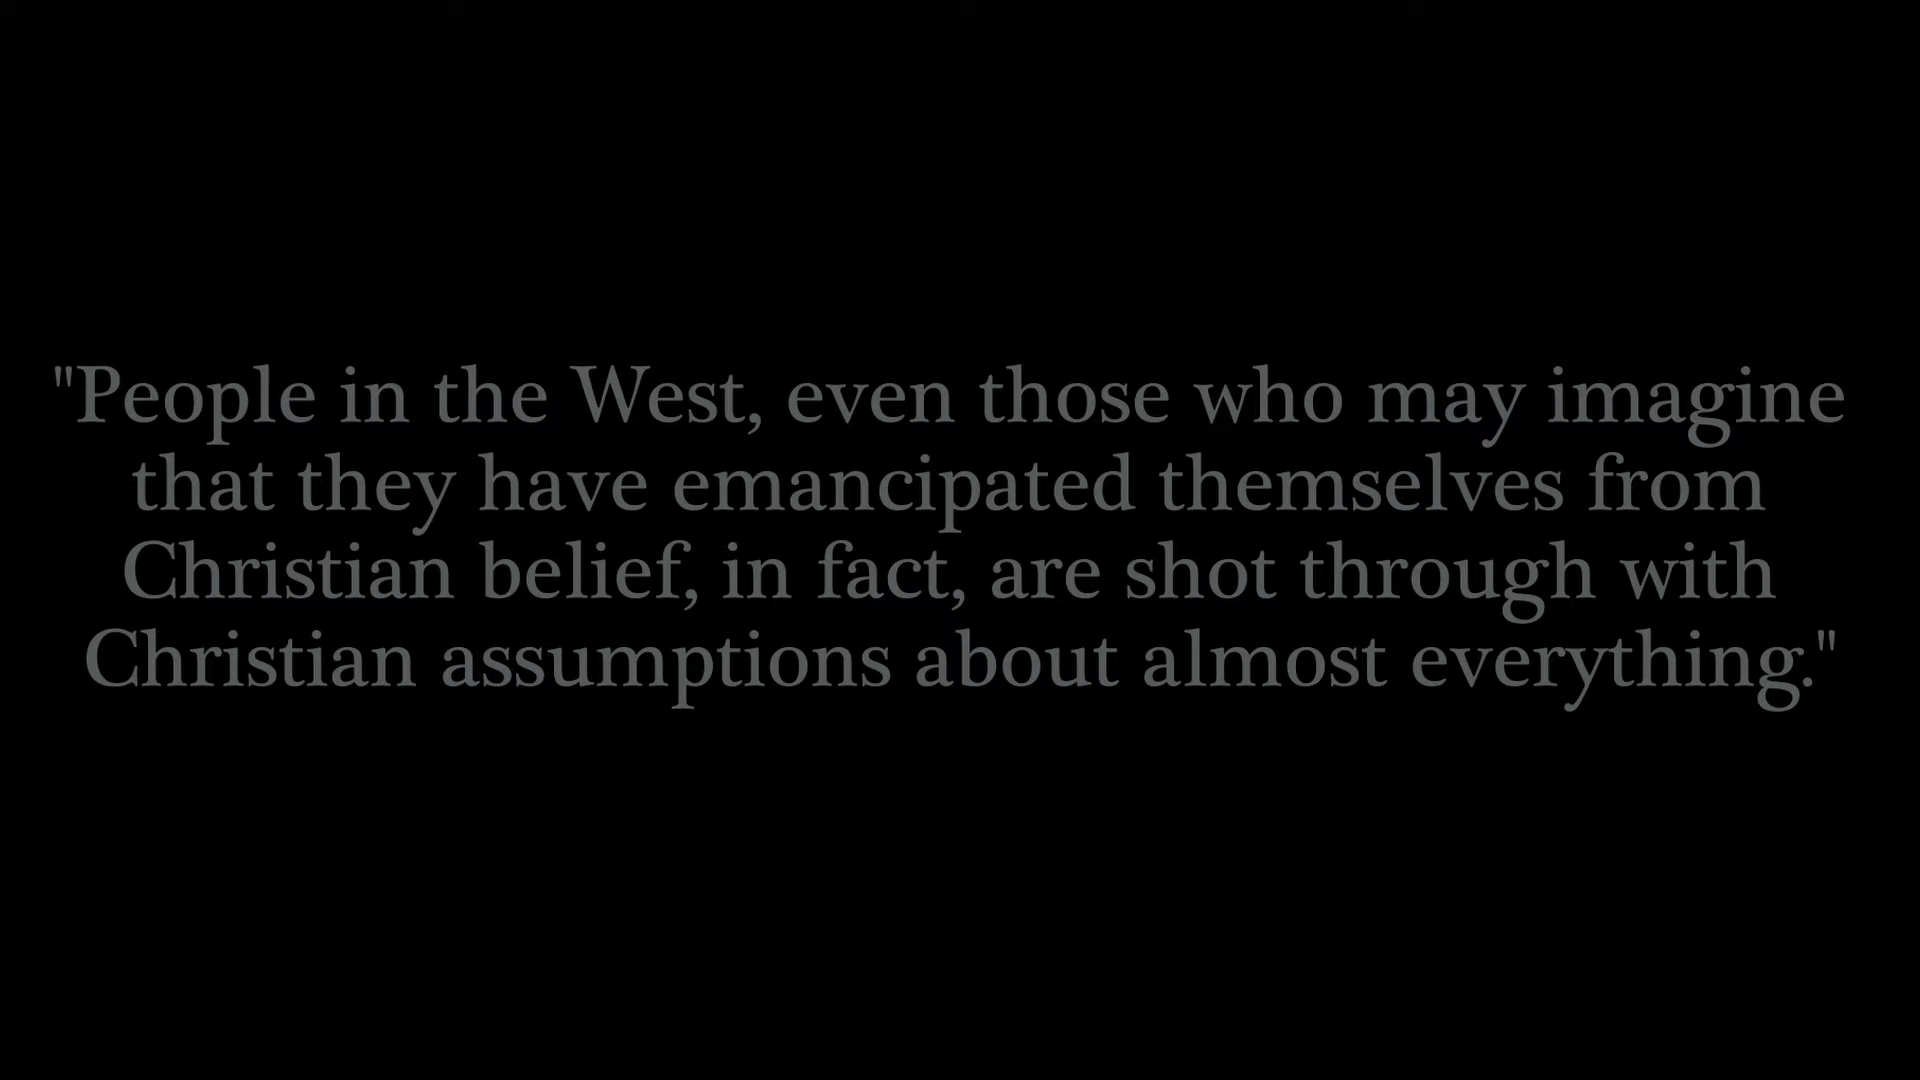 "People in the West, even those who may imagine
that they have emancipated themselves from
Christian belief, in fact, are shot through with
Christian assumptions about almost everything."